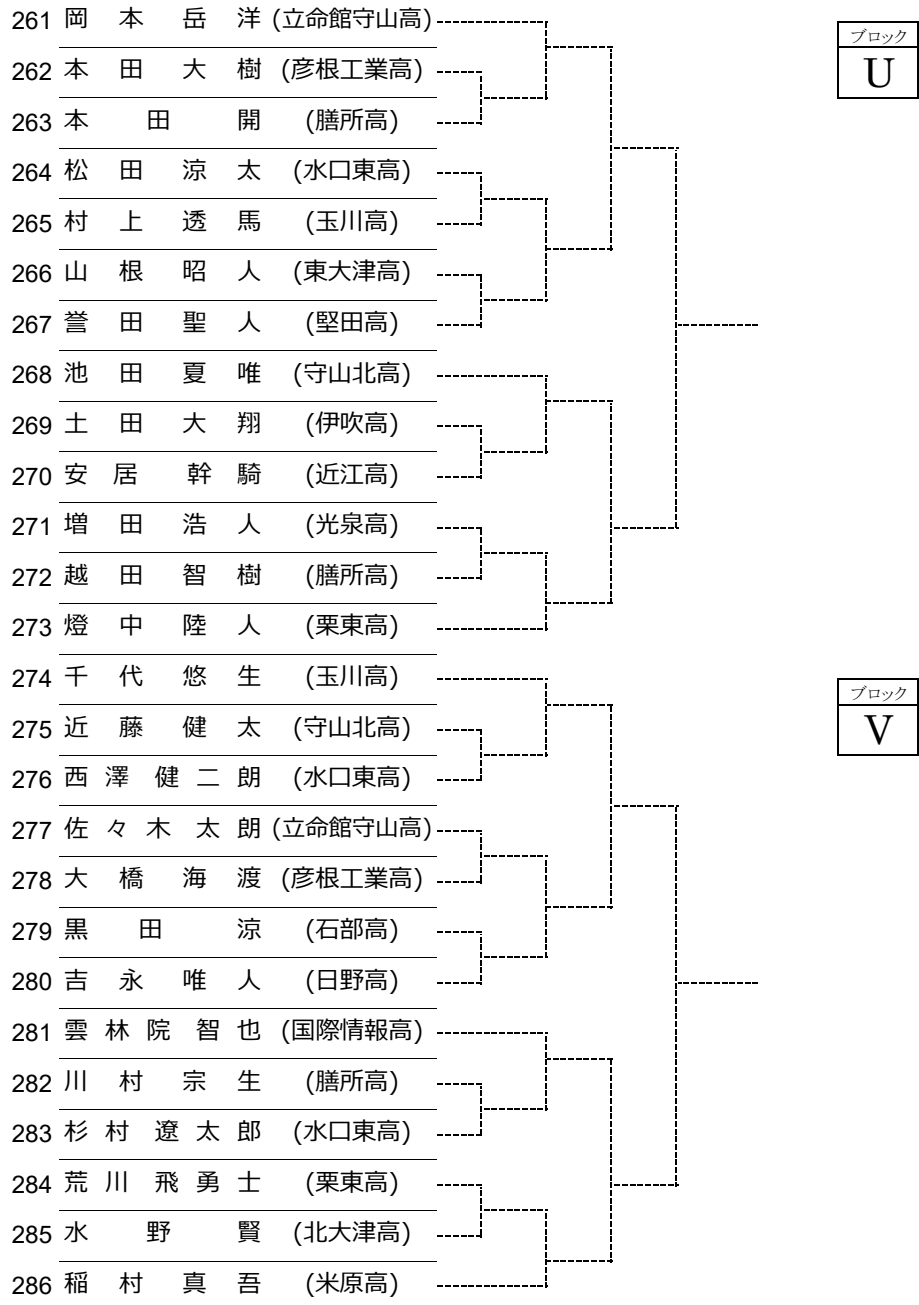 261 岡本岳洋 (立命館守山高)
ブロック
U
262 本田大樹 (彦根工業高)
263 本田開 (膳所高)
264 松田涼太 (水口東高)
265 村上透馬 (玉川高)
266 山根昭人 (東大津高)
267 誉田聖人 (堅田高)
268 池田夏唯 (守山北高)
269 土田大翔 (伊吹高)
270 安居幹騎 (近江高)
271 増田浩人 (光泉高)
272 越田智樹 (膳所高)
273 燈中陸人 (栗東高)
274 千代悠生 (玉川高)
ブロック
V
275 近藤健太 (守山北高)
276 西澤健二朗 (水口東高)
277 佐々木太朗 (立命館守山高)
278 大橋海渡 (彦根工業高)
279 黒田涼 (石部高)
280 吉永唯人 (日野高)
281 雲林院智也 (国際情報高)
282 川村宗生 (膳所高)
283 杉村遼太郎 (水口東高)
284 荒川飛勇士 (栗東高)
285 水野賢 (北大津高)
286 稲村真吾 (米原高)